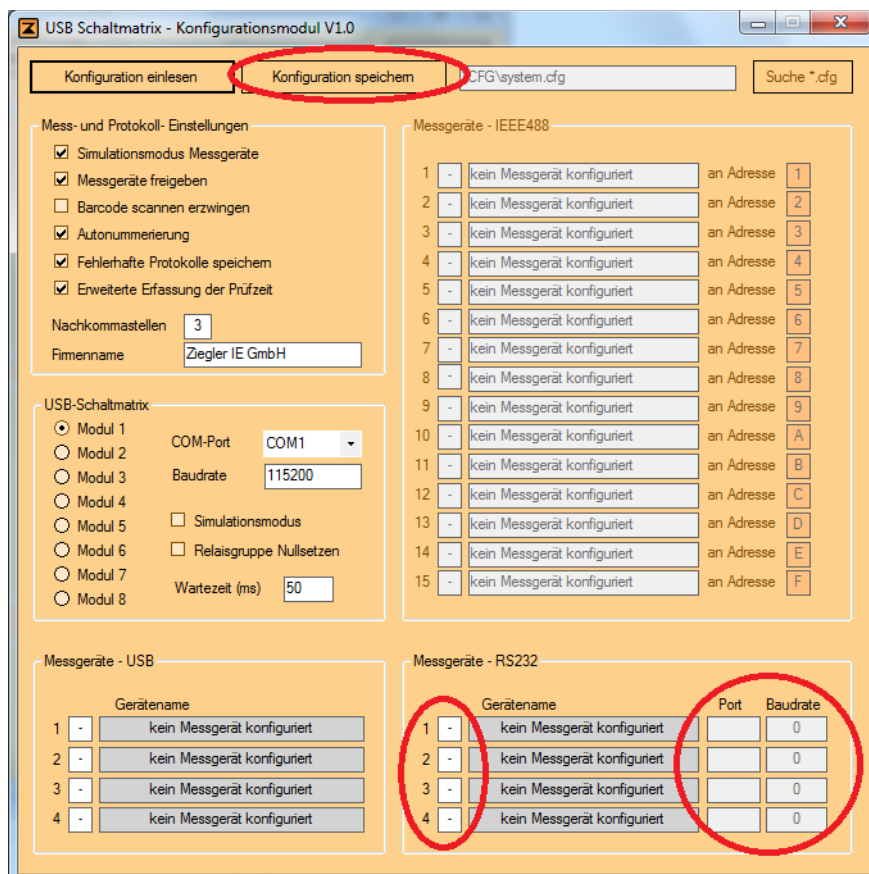 USB Schaltmatrix - Konfigurationsmodul V1.0
Konfiguration einlesen Konfiguration speichern CFG\system.cfg Suche *.cfg
Mess- und Protokoll- Einstellungen
Simulationsmodus Messgeräte
Messgeräte freigeben
Barcode scannen erzwingen
Autonummerierung
Fehlerhafte Protokolle speichern
Erweiterte Erfassung der Prüfzeit
Nachkommastellen 3
Firmenname Ziegler IE GmbH
USB-Schaltmatrix
Modul 1
Modul 2
Modul 3
Modul 4
Modul 5
Modul 6
Modul 7
Modul 8
COM-Port COM1
Baudrate 115200
Simulationsmodus
Relaisgruppe Nullsetzen
Wartezeit (ms) 50
Messgeräte - IEEE488
1 - kein Messgerät konfiguriert an Adresse 1
2 - kein Messgerät konfiguriert an Adresse 2
3 - kein Messgerät konfiguriert an Adresse 3
4 - kein Messgerät konfiguriert an Adresse 4
5 - kein Messgerät konfiguriert an Adresse 5
6 - kein Messgerät konfiguriert an Adresse 6
7 - kein Messgerät konfiguriert an Adresse 7
8 - kein Messgerät konfiguriert an Adresse 8
9 - kein Messgerät konfiguriert an Adresse 9
10 - kein Messgerät konfiguriert an Adresse A
11 - kein Messgerät konfiguriert an Adresse B
12 - kein Messgerät konfiguriert an Adresse C
13 - kein Messgerät konfiguriert an Adresse D
14 - kein Messgerät konfiguriert an Adresse E
15 - kein Messgerät konfiguriert an Adresse F
Messgeräte - USB
Gerätename
1 - kein Messgerät konfiguriert
2 - kein Messgerät konfiguriert
3 - kein Messgerät konfiguriert
4 - kein Messgerät konfiguriert
Messgeräte - RS232
Gerätename Port Baudrate
1 - kein Messgerät konfiguriert 0
2 - kein Messgerät konfiguriert 0
3 - kein Messgerät konfiguriert 0
4 - kein Messgerät konfiguriert 0